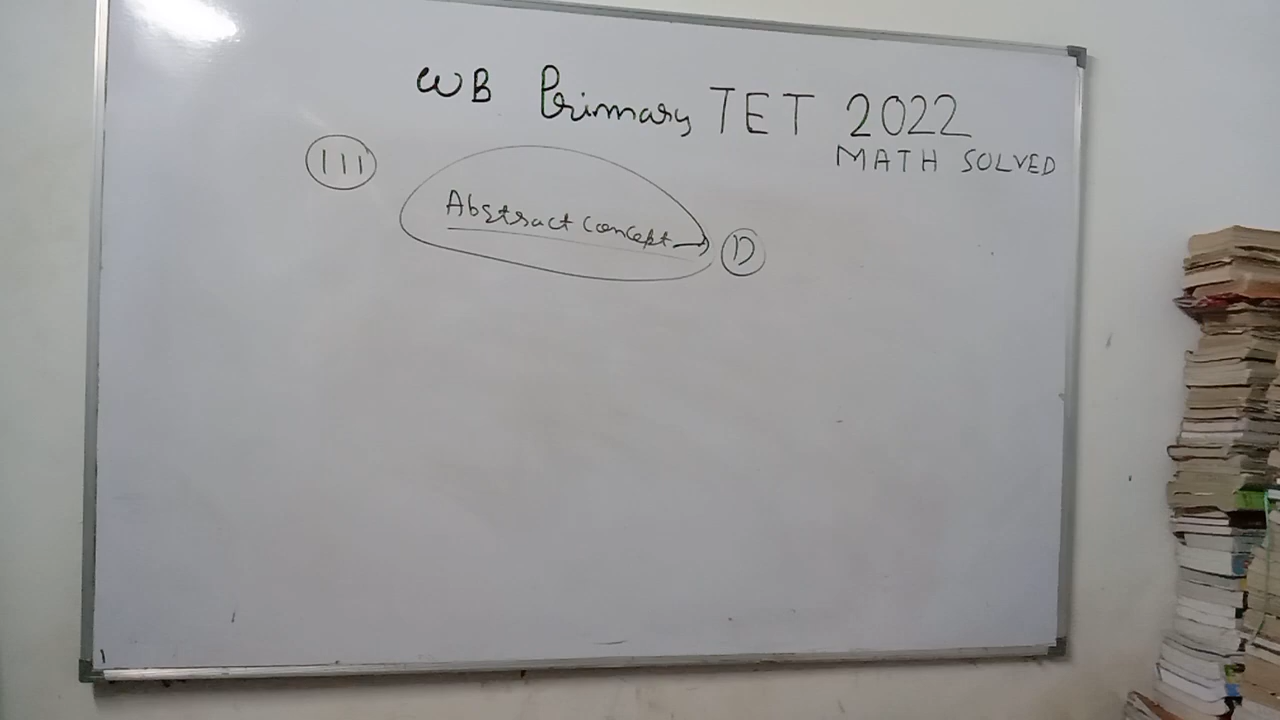 WB Primary TET 2022
MATH SOLVED
111
Abstract Concept → D